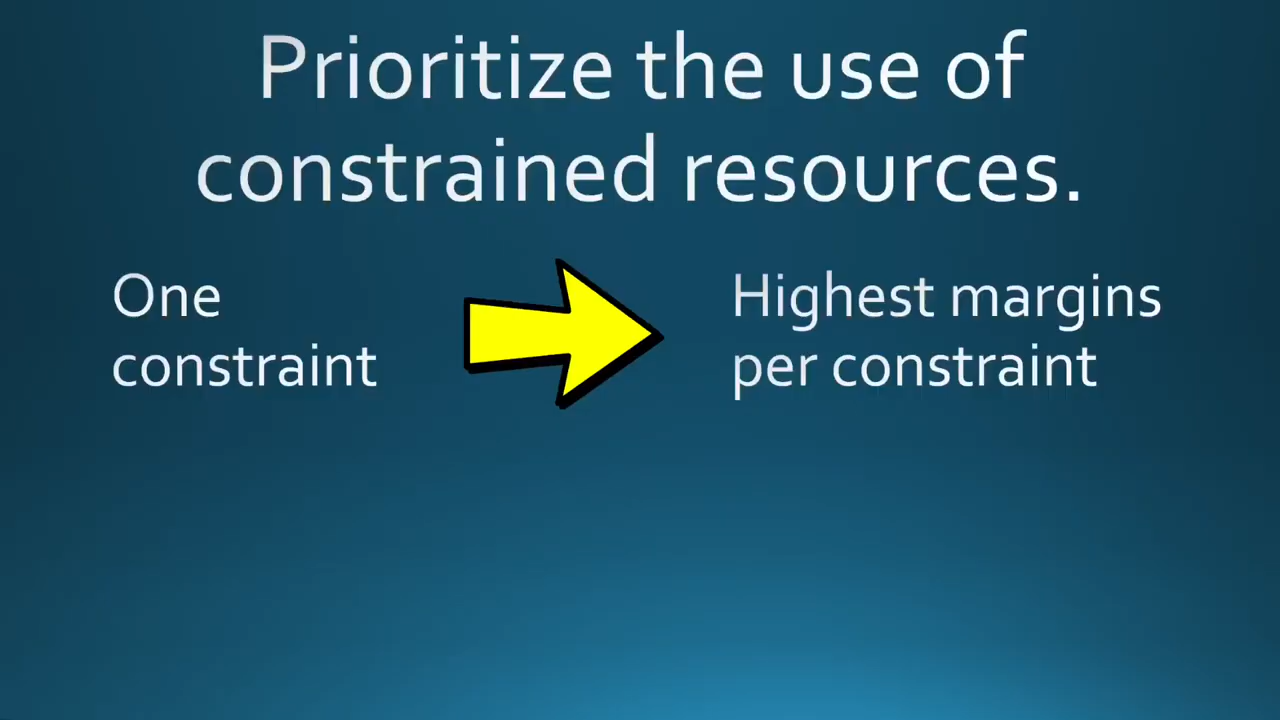 Prioritize the use of
constrained resources.
One
constraint
Highest margins
per constraint